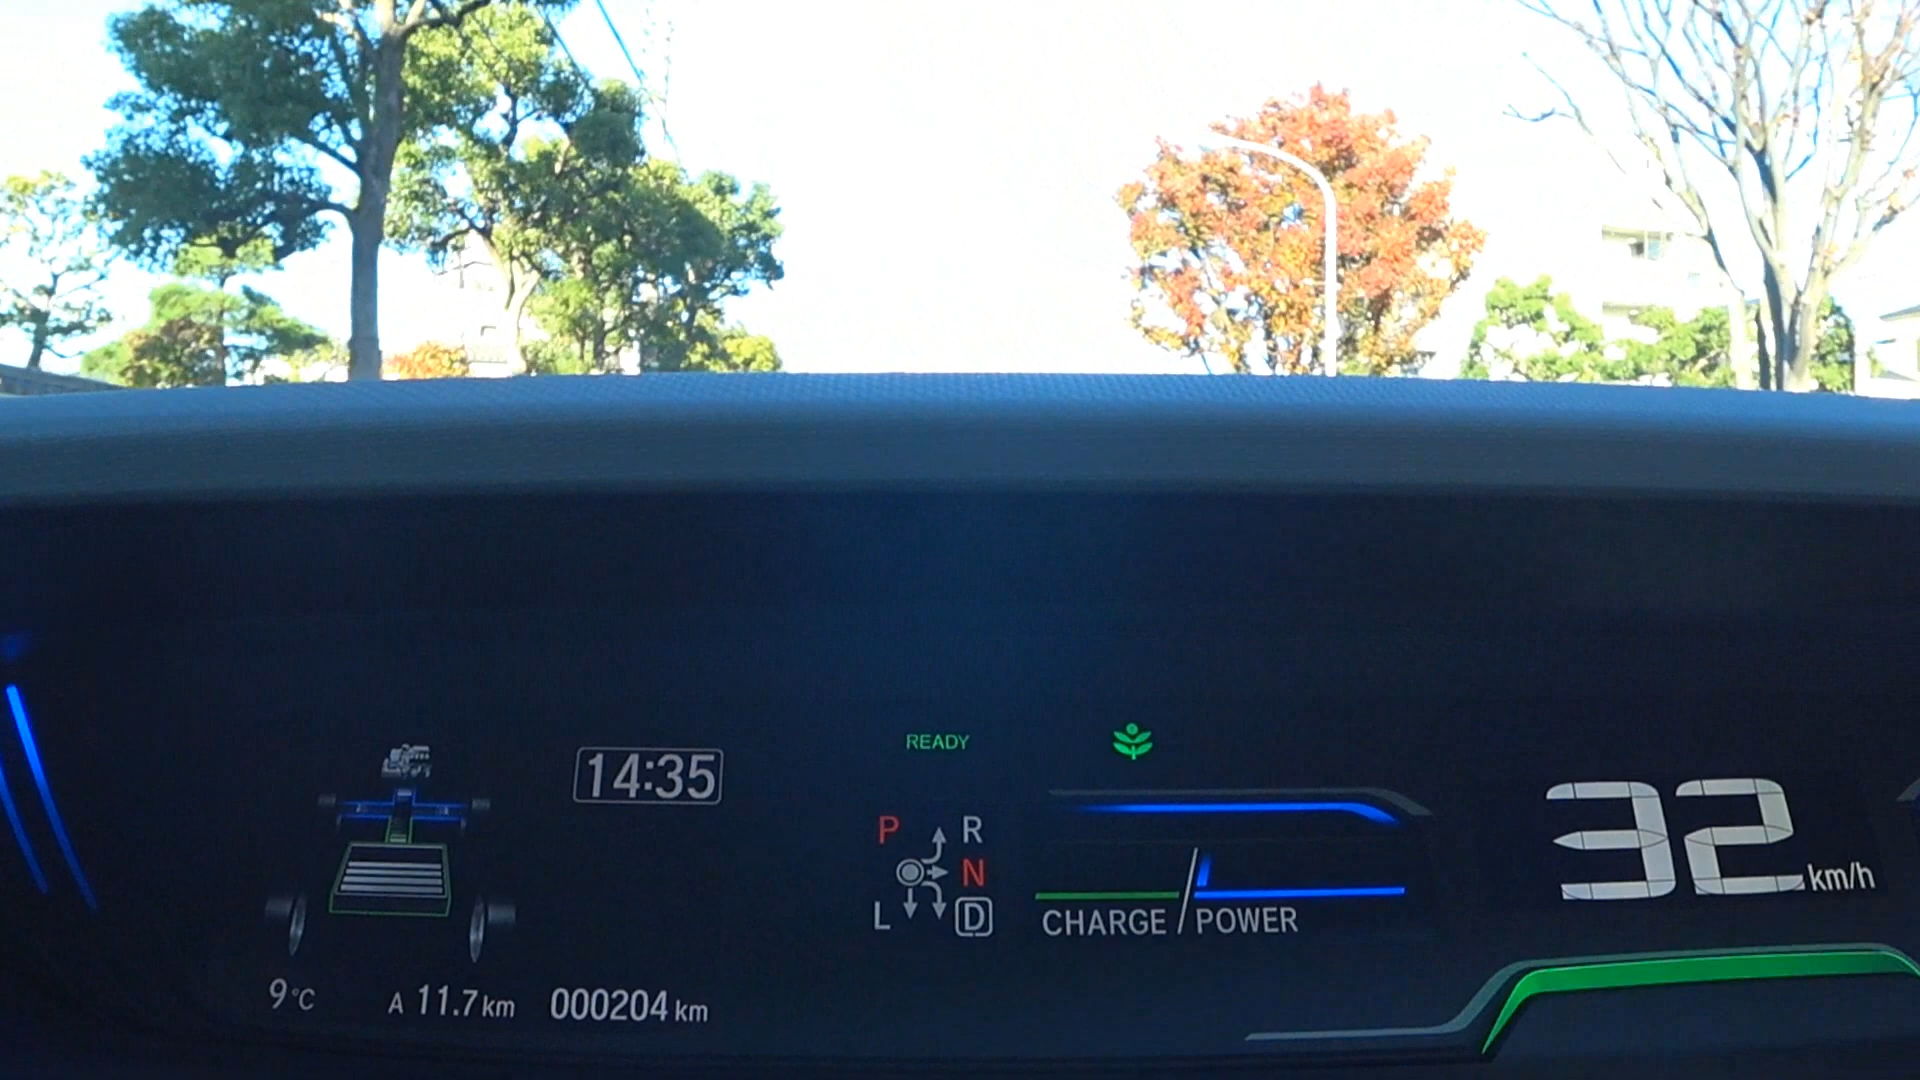 READY
14:35
P R
N
L D
CHARGE / POWER
32 km/h
9°C A 11.7 km 000204 km